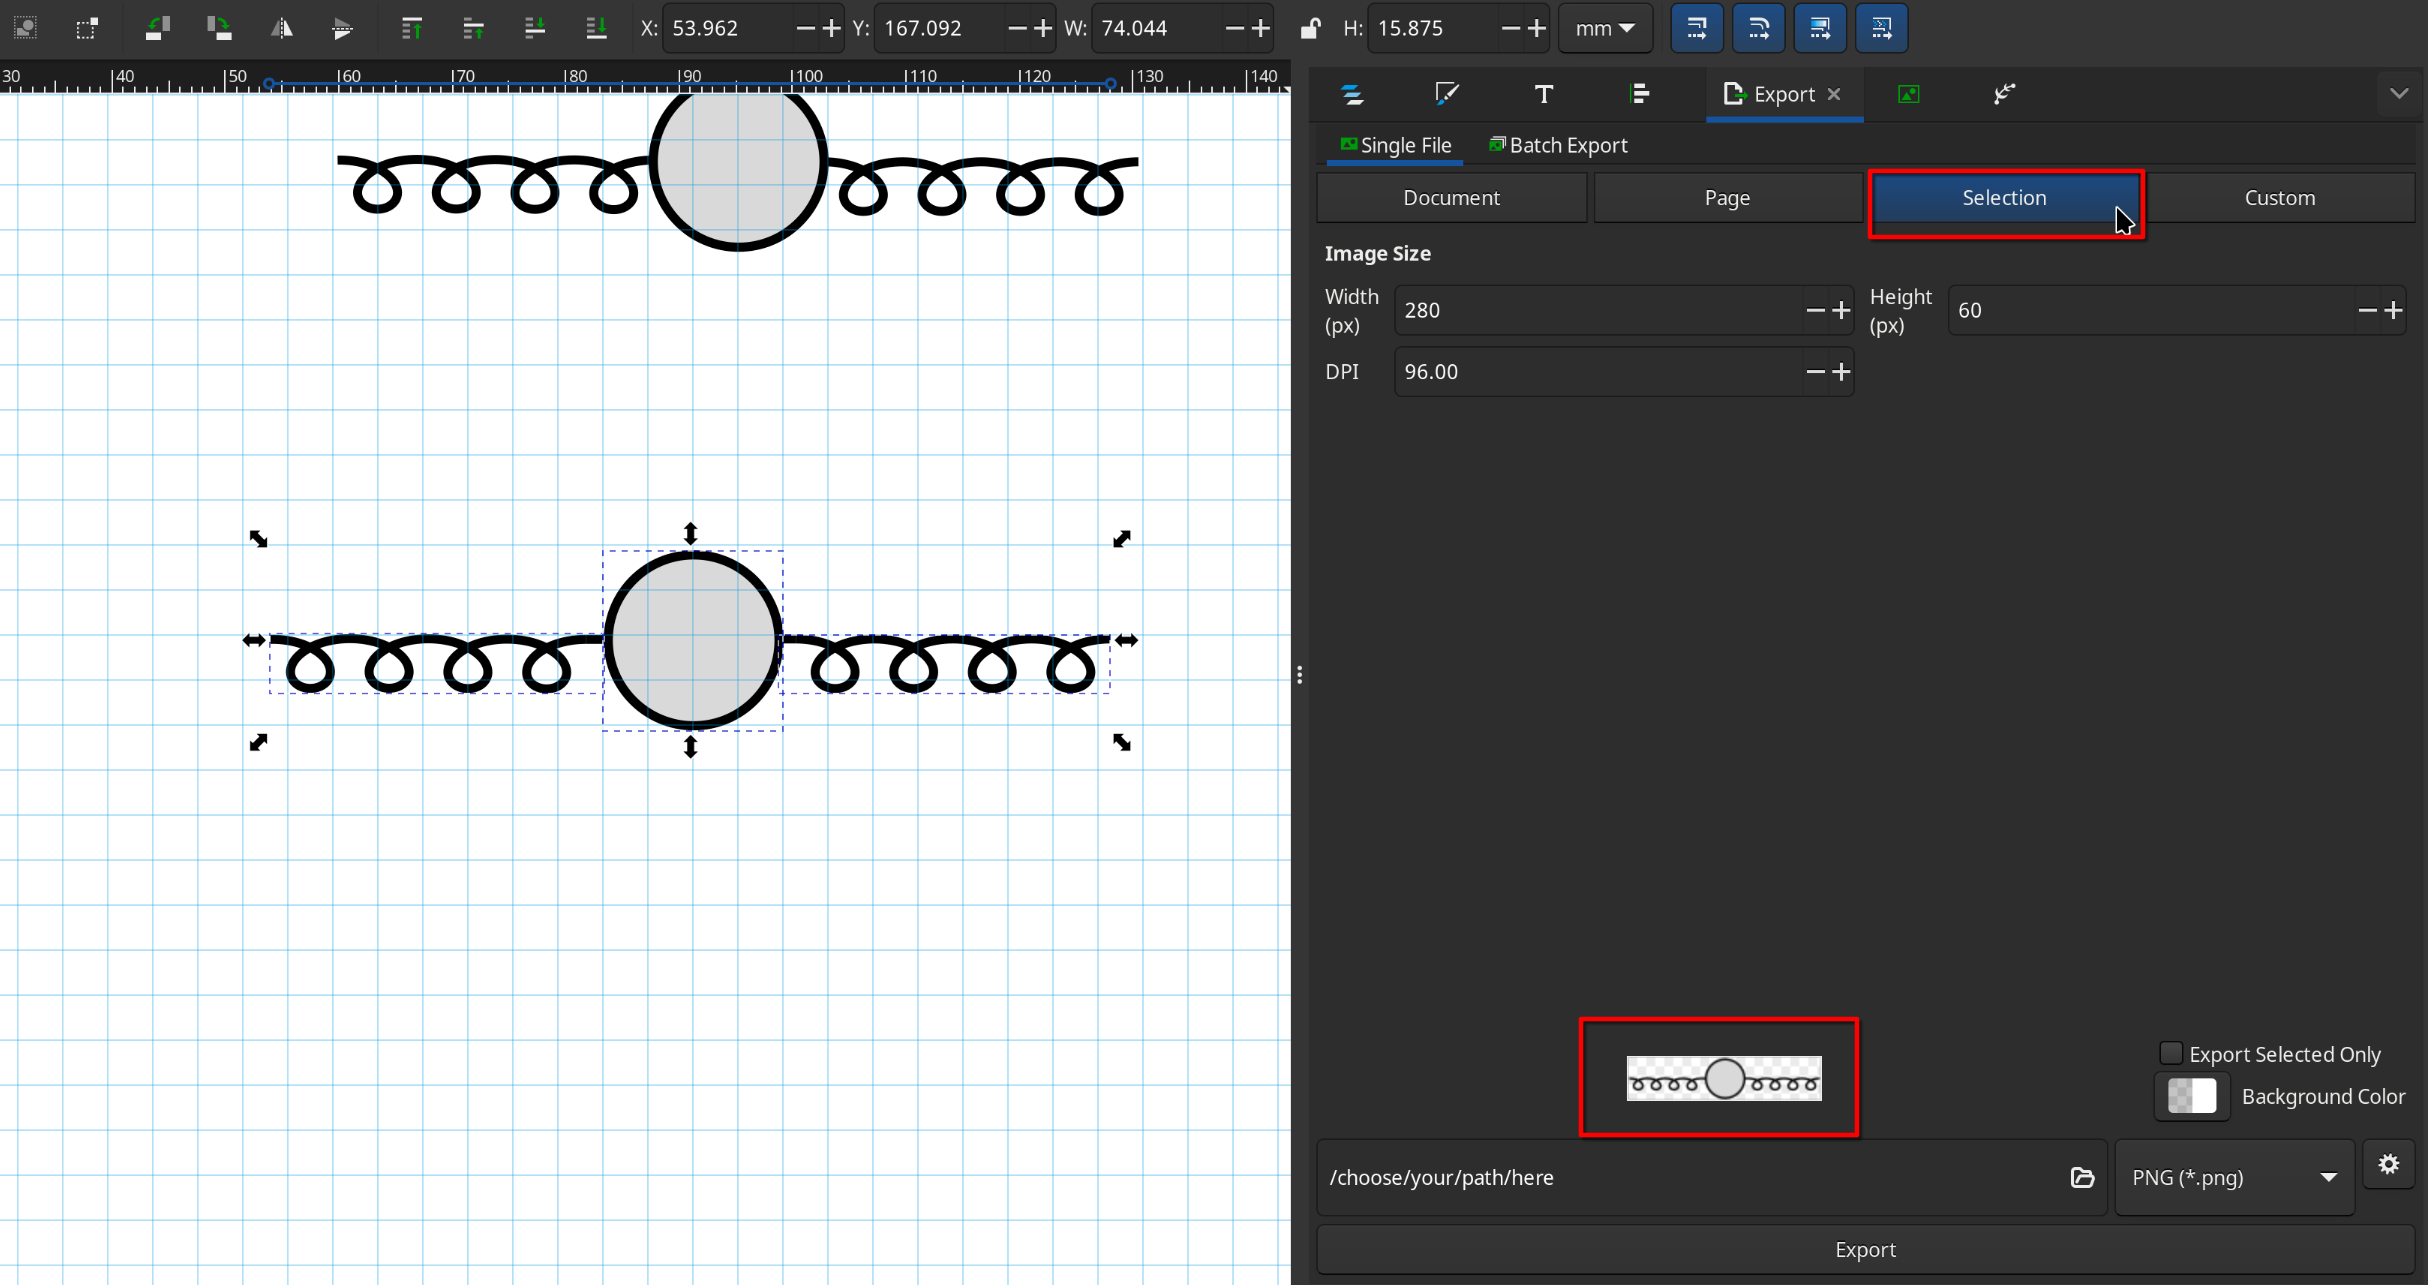 X: 53.962 Y: 167.092 W: 74.044 H: 15.875 mm
30 40 50 60 70 80 90 100 110 120 130 140
Export
Single File Batch Export
Document Page Selection Custom
Image Size
Width (px) 280 Height (px) 60
DPI 96.00
Export Selected Only
Background Color
/choose/your/path/here PNG (*.png)
Export